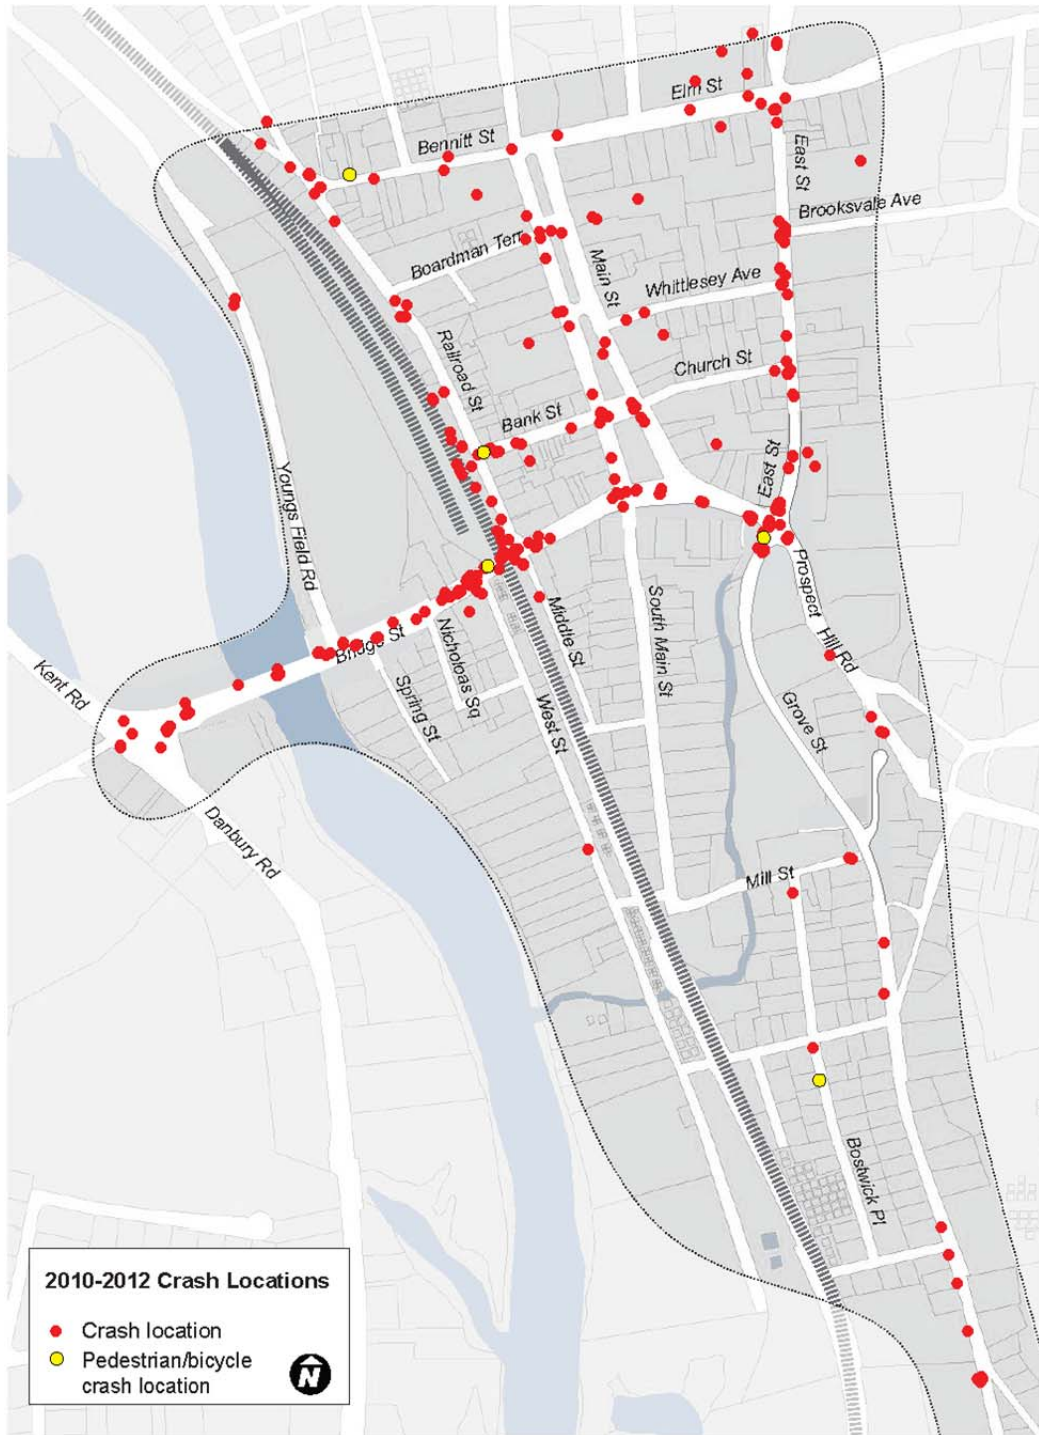 Elm St
Bennitt St
East St
Brooksvale Ave
Boardman Terr
Main St
Whittlesey Ave
Railroad St
Church St
Bank St
East St
Youngs Field Rd
Prospect Hill Rd
Middle St
South Main St
Bridge St
Nicholoas Sq
Kent Rd
Spring St
West St
Grove St
Danbury Rd
Mill St
Bostwick Pl
2010-2012 Crash Locations
Crash location
Pedestrian/bicycle
crash location
N